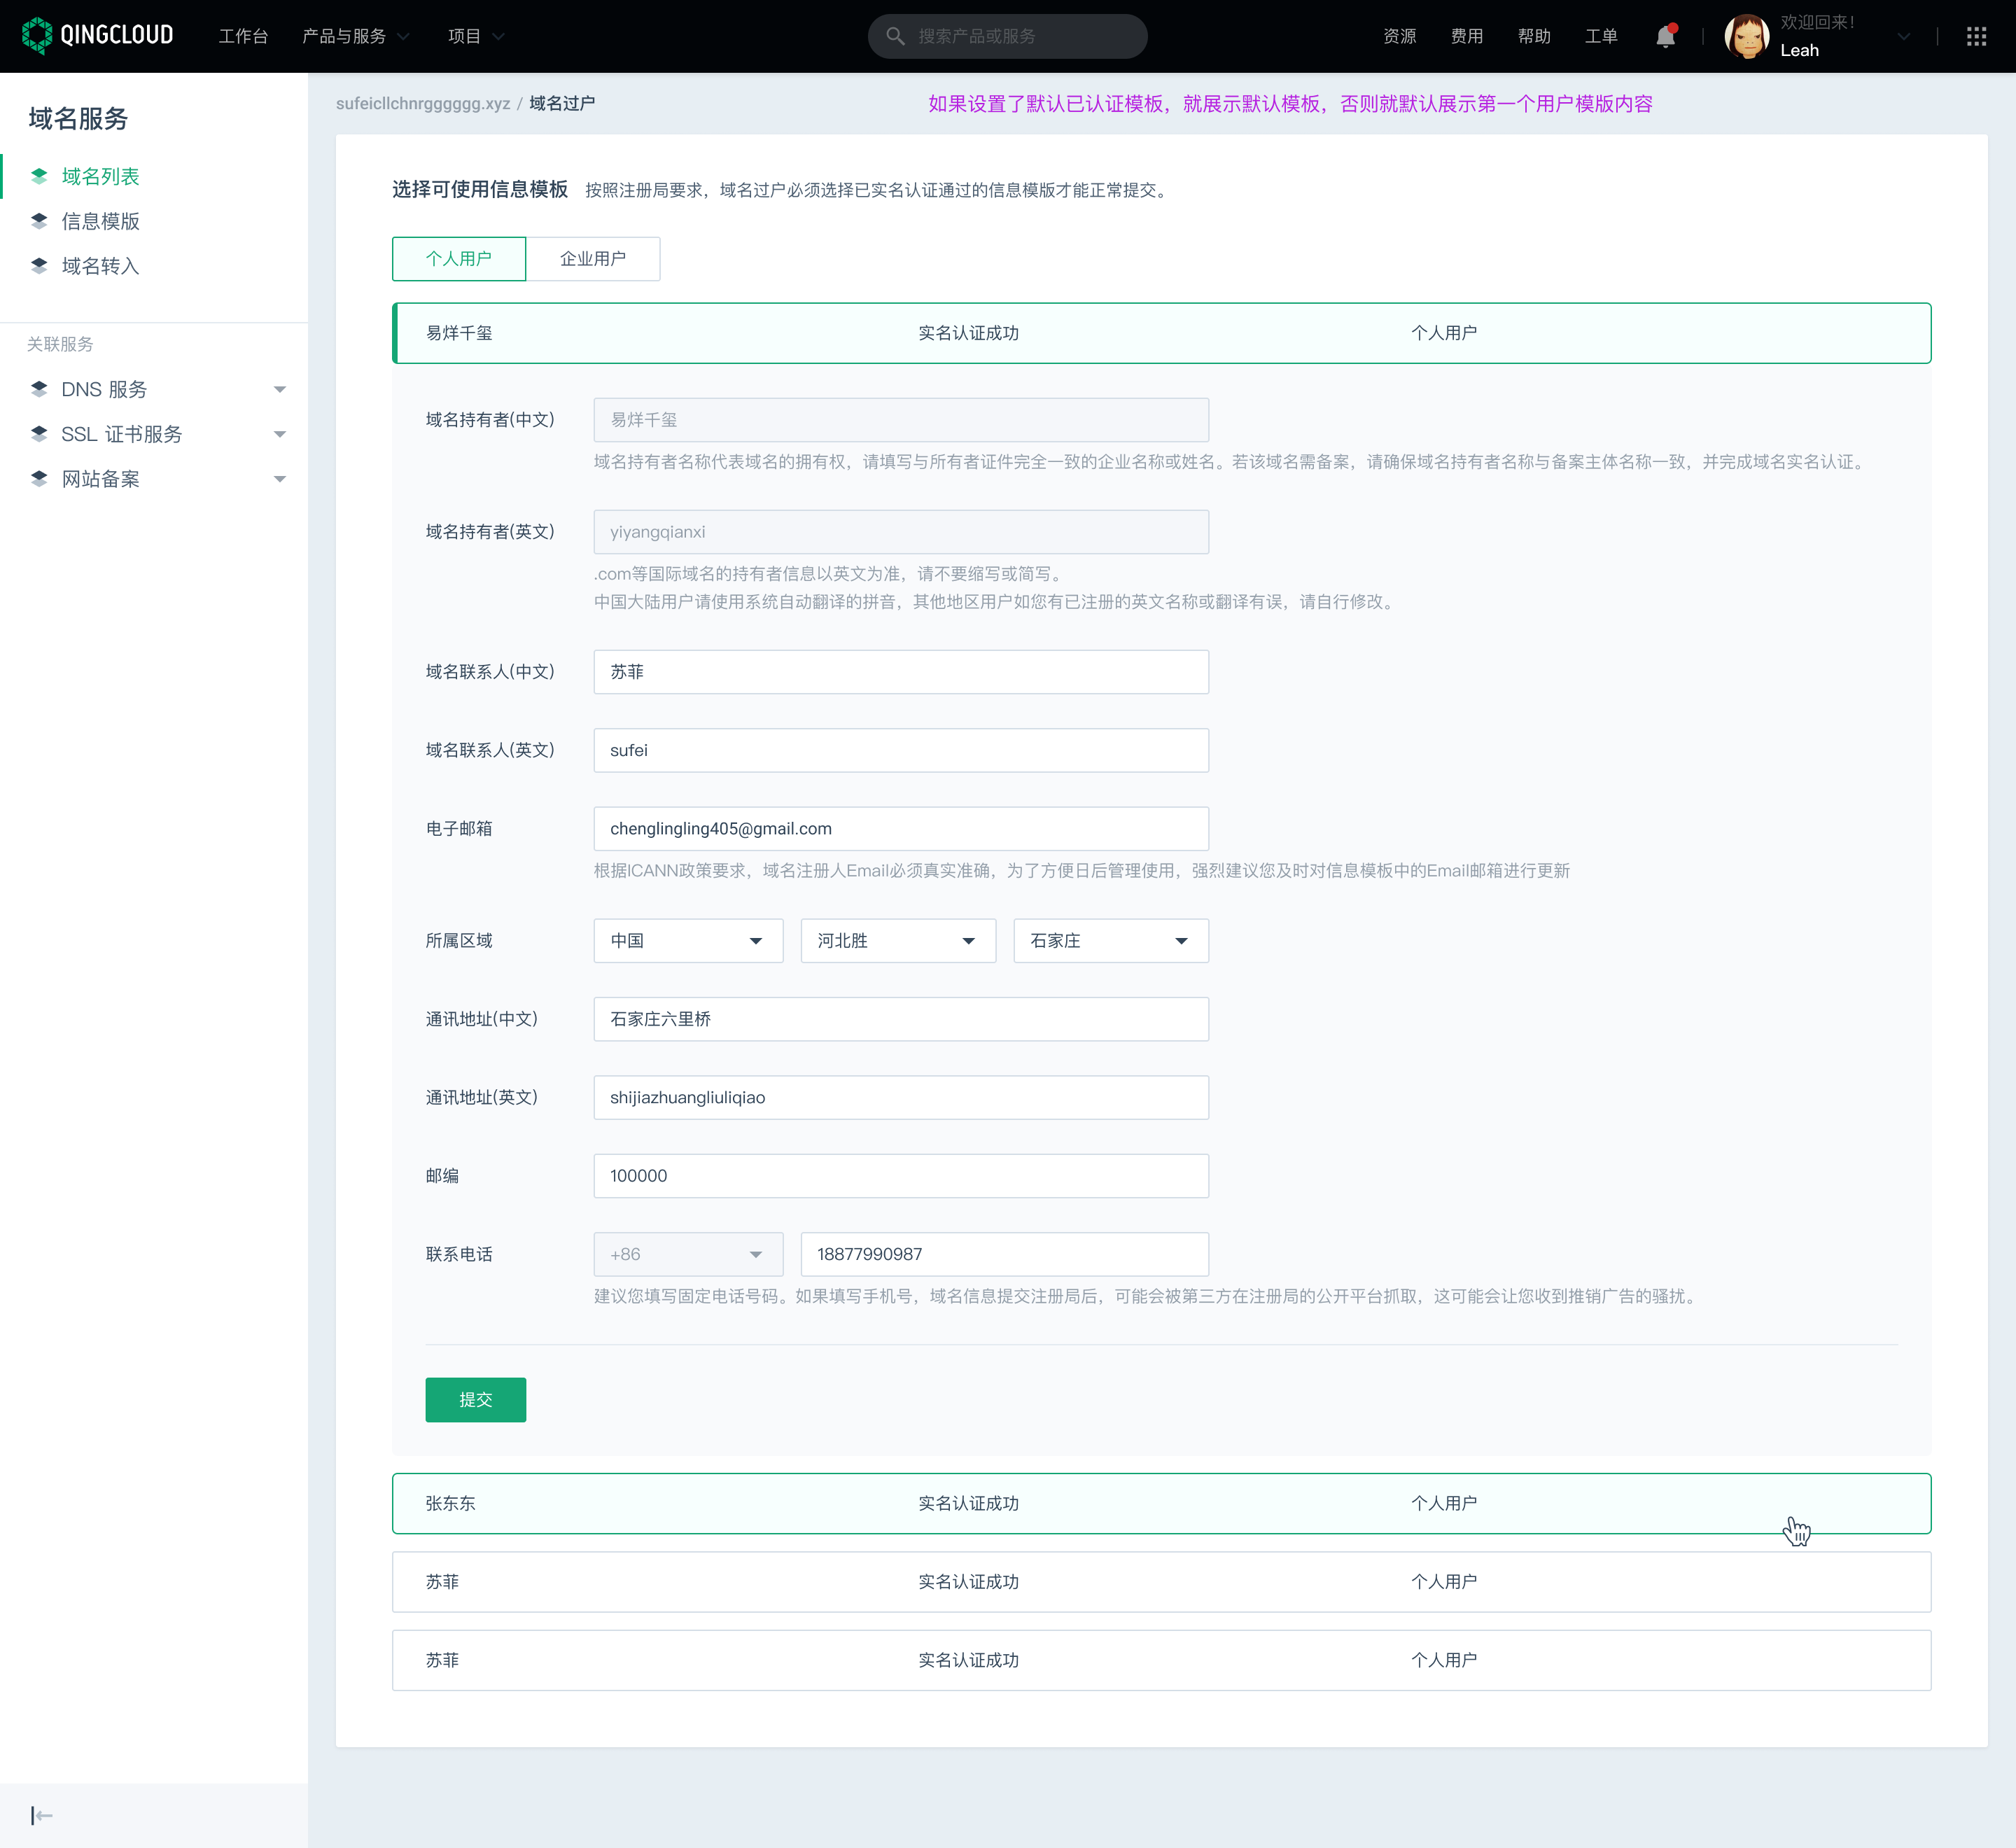 QINGCLOUD 工作台 产品与服务 项目 搜索产品或服务 资源 费用 帮助 工单 欢迎回来!
Leah
域名服务
域名列表
信息模版
域名转入
关联服务
DNS 服务
SSL 证书服务
网站备案
sufeicllchnrgggggg.xyz / 域名过户
如果设置了默认已认证模板，就展示默认模板，否则就默认展示第一个用户模版内容
选择可使用信息模板 按照注册局要求，域名过户必须选择已实名认证通过的信息模版才能正常提交。
个人用户 企业用户
易烊千玺 实名认证成功 个人用户
域名持有者(中文) 易烊千玺
域名持有者名称代表域名的拥有权，请填写与所有者证件完全一致的企业名称或姓名。若该域名需备案，请确保域名持有者名称与备案主体名称一致，并完成域名实名认证。
域名持有者(英文) yiyangqianxi
.com等国际域名的持有者信息以英文为准，请不要缩写或简写。
中国大陆用户请使用系统自动翻译的拼音，其他地区用户如您有已注册的英文名称或翻译有误，请自行修改。
域名联系人(中文) 苏菲
域名联系人(英文) sufei
电子邮箱 chenglingling405@gmail.com
根据ICANN政策要求，域名注册人Email必须真实准确，为了方便日后管理使用，强烈建议您及时对信息模板中的Email邮箱进行更新
所属区域 中国 河北胜 石家庄
通讯地址(中文) 石家庄六里桥
通讯地址(英文) shijiazhuangliuliqiao
邮编 100000
联系电话 +86 18877990987
建议您填写固定电话号码。如果填写手机号，域名信息提交注册局后，可能会被第三方在注册局的公开平台抓取，这可能会让您收到推销广告的骚扰。
提交
张东东 实名认证成功 个人用户
苏菲 实名认证成功 个人用户
苏菲 实名认证成功 个人用户